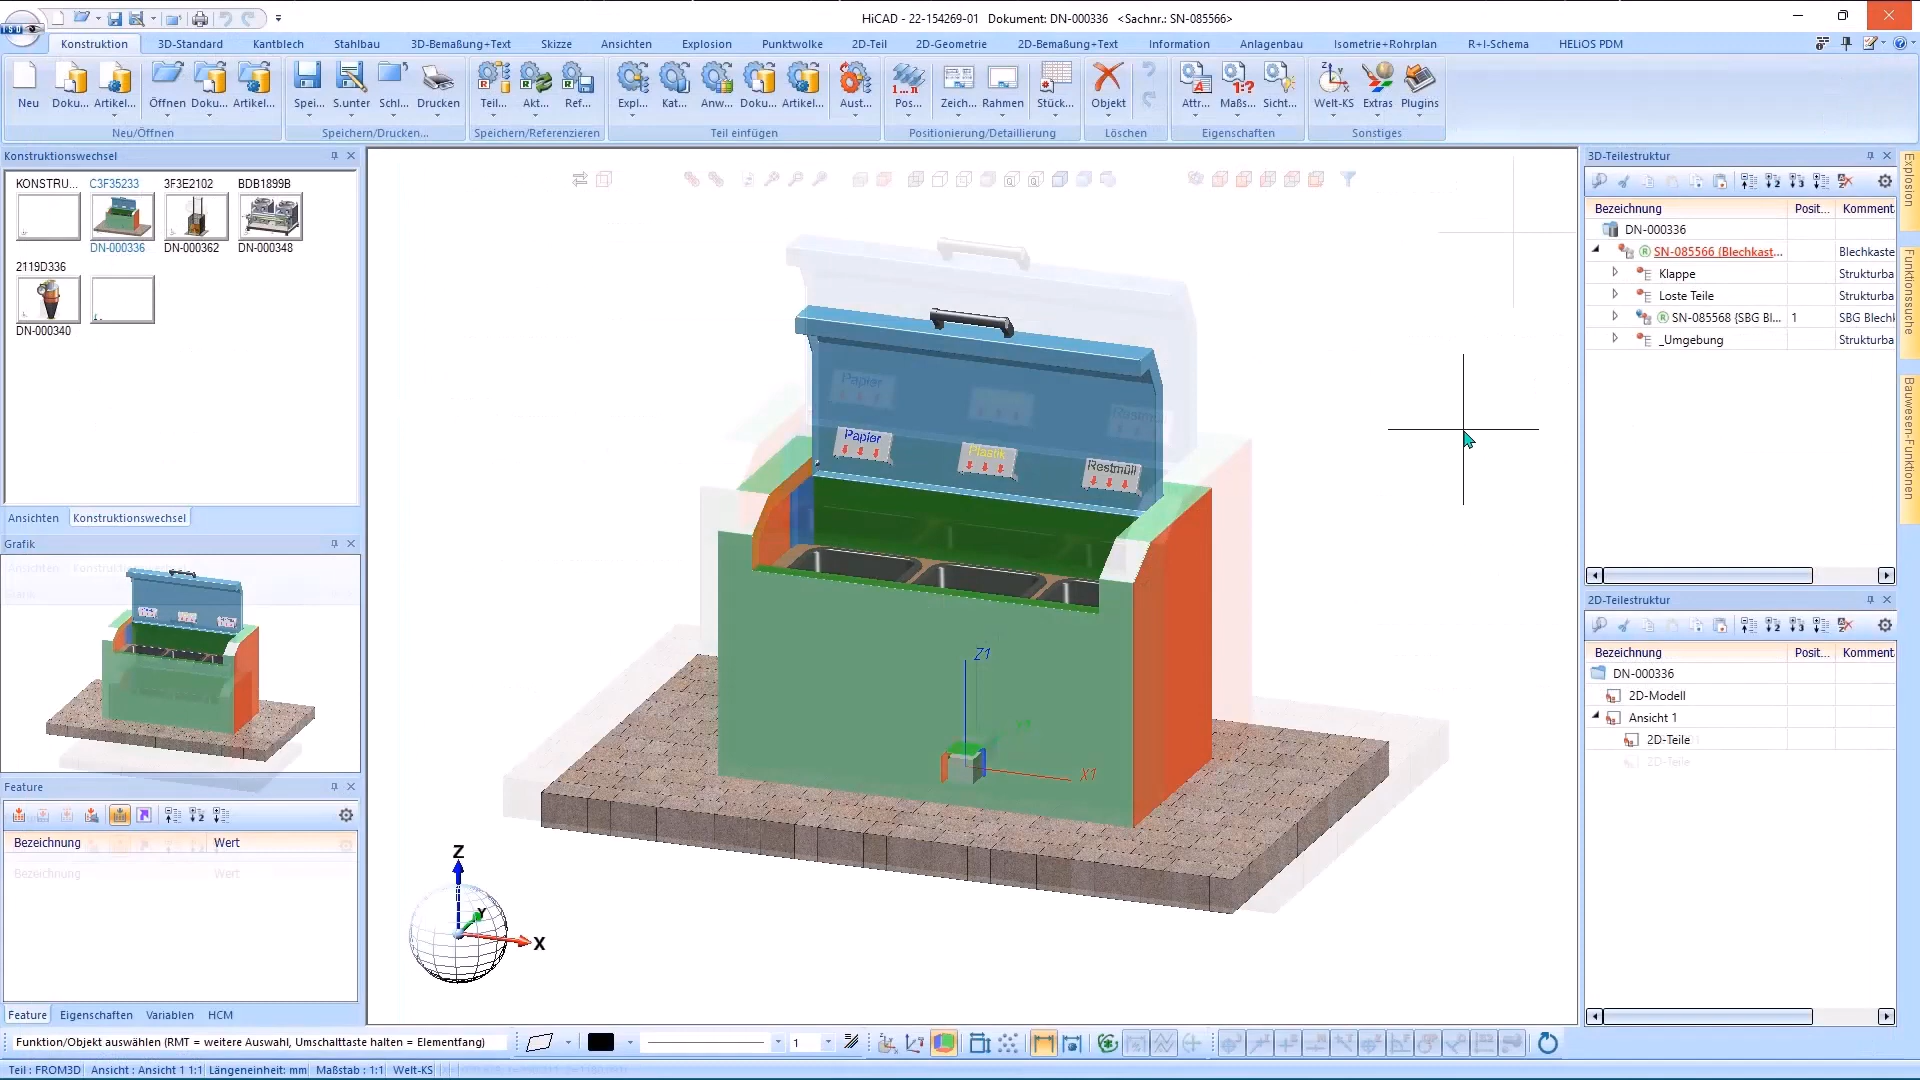 HiCAD - 22-154269-01 Dokument: DN-000336 <Sachnr.: SN-085566>
ISD
Konstruktion 3D-Standard Kantblech Stahlbau 3D-Bemaßung+Text Skizze Ansichten Explosion Punktwolke 2D-Teil 2D-Geometrie 2D-Bemaßung+Text Information Anlagenbau Isometrie+Rohrplan R+I-Schema HELiOS PDM
Neu Doku... Artikel... Öffnen Doku... Artikel... Spei... S.unter Schl... Drucken Teil... Akt... Ref... Expl... Kat... Anw... Doku... Artikel... Aust... Pos... Zeich... Rahmen Stück... Objekt Attr... Maßs... Sicht... Welt-KS Extras Plugins
Neu/Öffnen Speichern/Drucken... Speichern/Referenzieren Teil einfügen Positionierung/Detaillierung Löschen Eigenschaften Sonstiges
Konstruktionswechsel
KONSTRU... C3F35233 3F3E2102 BDB1899B
DN-000336 DN-000362 DN-000348
2119D336
DN-000340
Ansichten Konstruktionswechsel
Grafik
Feature
Bezeichnung Wert
Bezeichnung Wert
Feature Eigenschaften Variablen HCM
Papier
Plastik
Restmüll
Papier
Z1
X1
Y1
Z
Y
X
3D-Teilestruktur
Bezeichnung Posit... Komment
DN-000336
SN-085566 (Blechkast... Blechkaste
Klappe Strukturba
Loste Teile Strukturba
SN-085568 {SBG Bl... 1 SBG Blech
_Umgebung Strukturba
2D-Teilestruktur
Bezeichnung Posit... Komment
DN-000336
2D-Modell
Ansicht 1
2D-Teile
2D-Teile
Explosion
Funktionssuche
Bauwesen-Funktionen
Funktion/Objekt auswählen (RMT = weitere Auswahl, Umschalttaste halten = Elementfang) 1
Teil : FROM3D Ansicht : Ansicht 1 1:1 Längeneinheit: mm Maßstab : 1:1 Welt-KS